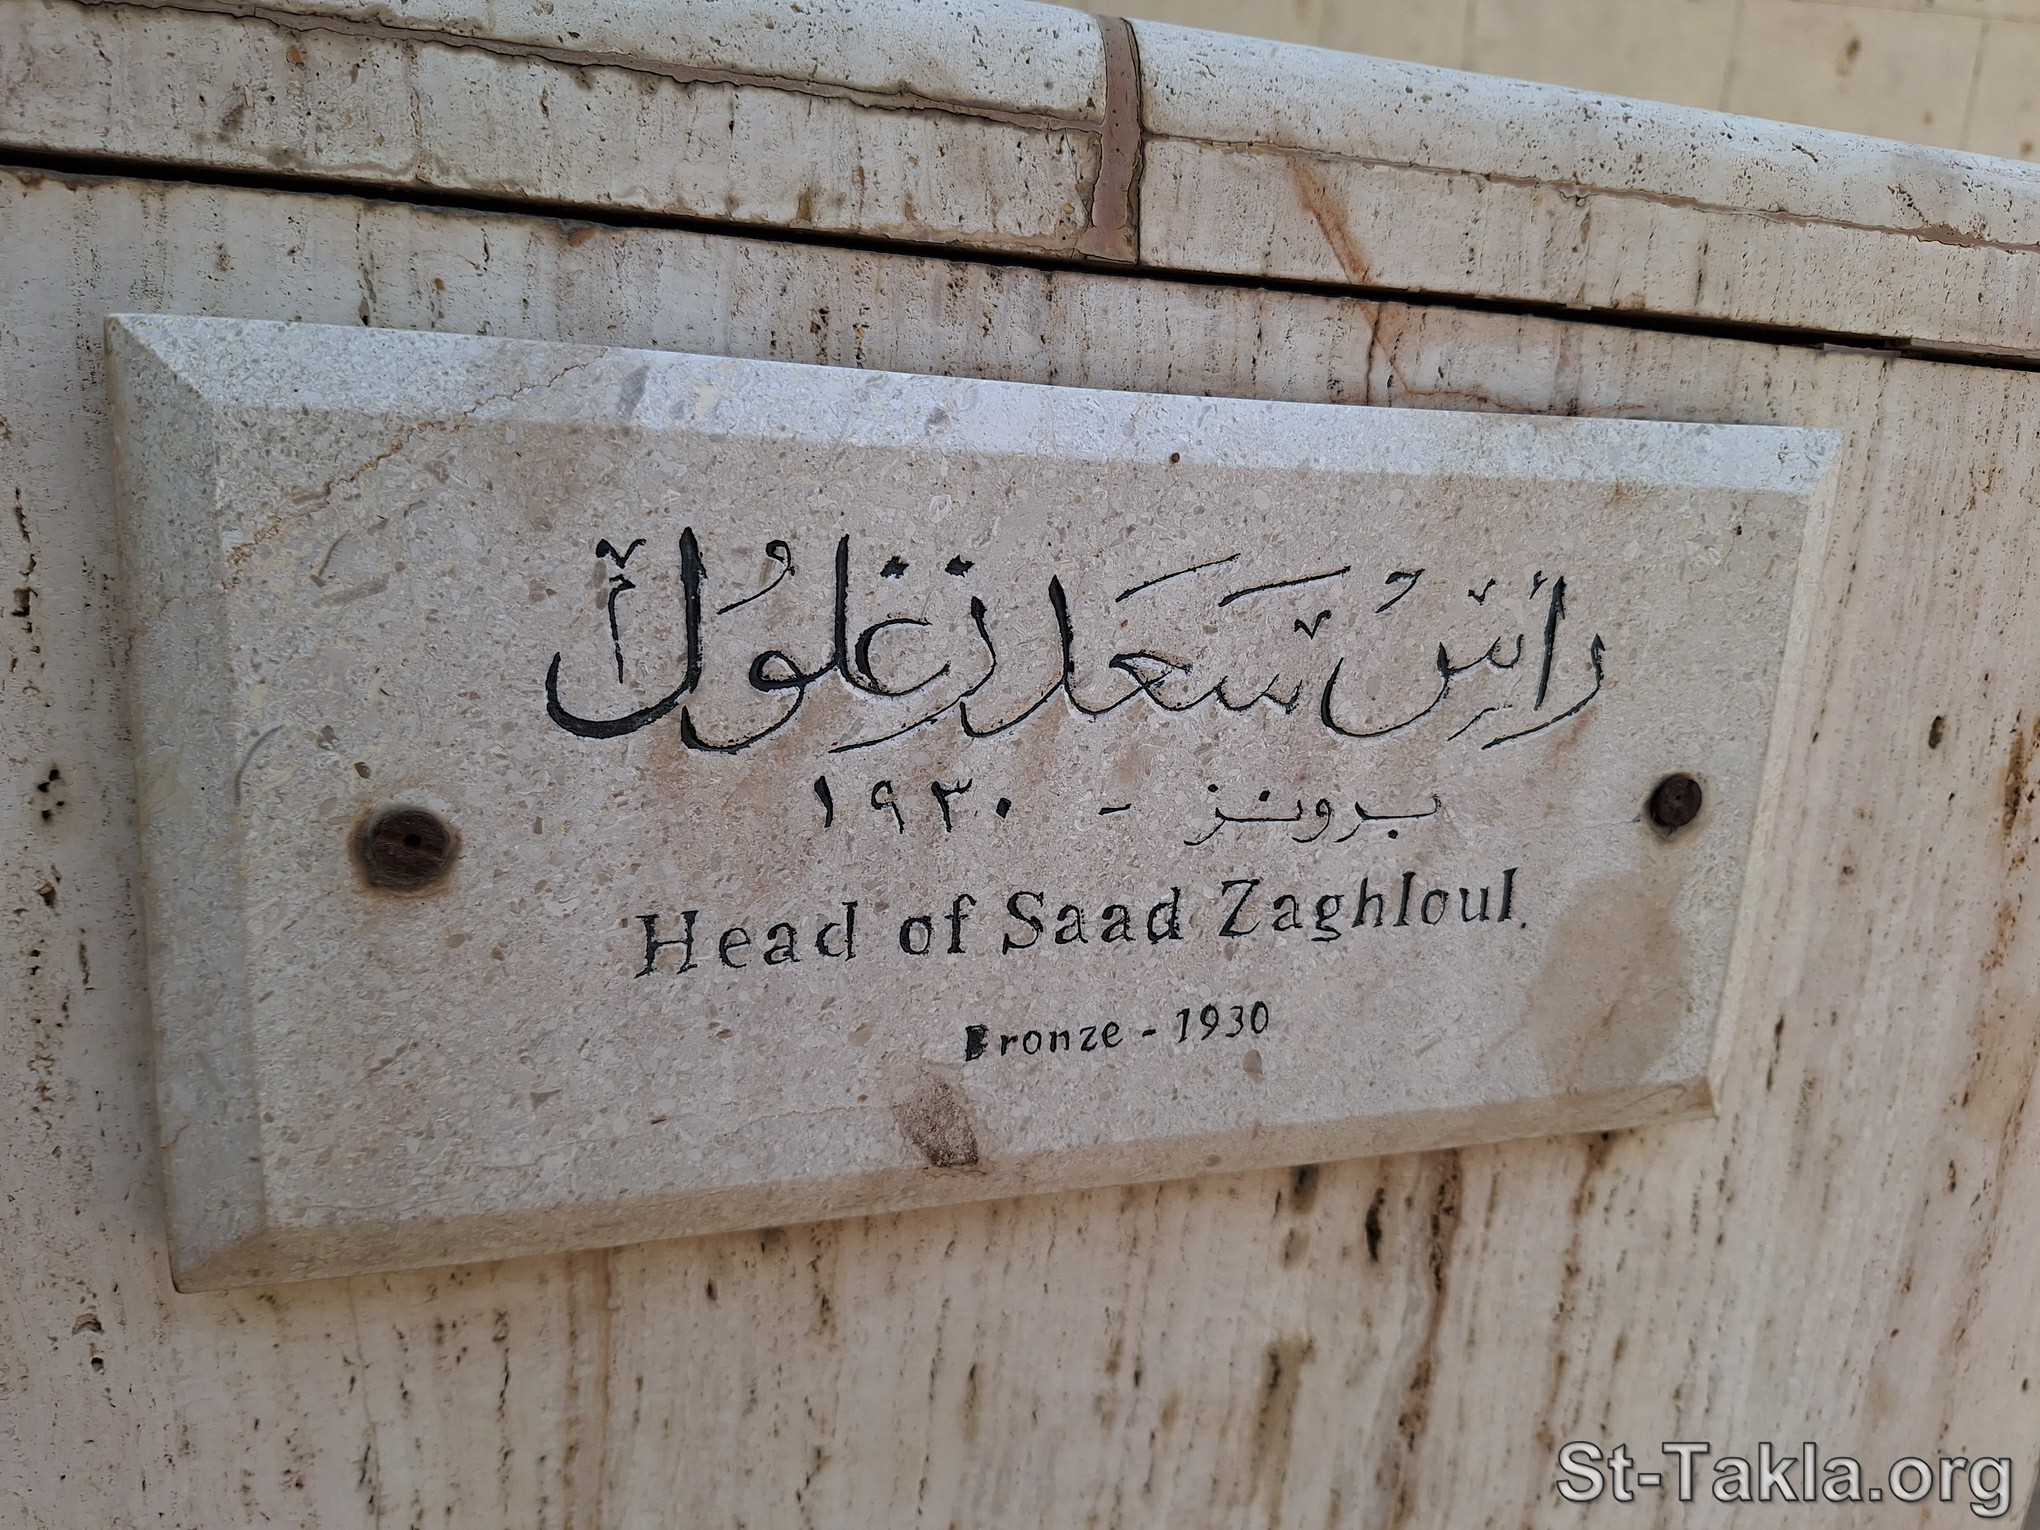 رأس سعد زغلول
برونز - ١٩٣٠
Head of Saad Zaghloul.
Bronze - 1930
St-Takla.org